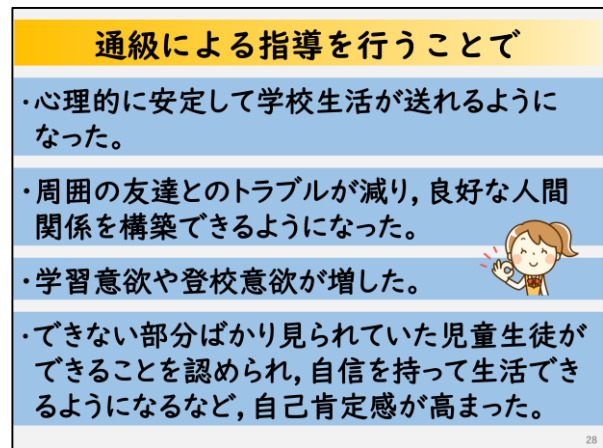 通級による指導を行うことで
・心理的に安定して学校生活が送れるように
なった。
・周囲の友達とのトラブルが減り,良好な人間
関係を構築できるようになった。
・学習意欲や登校意欲が増した。
・できない部分ばかり見られていた児童生徒が
できることを認められ,自信を持って生活でき
るようになるなど,自己肯定感が高まった。
28